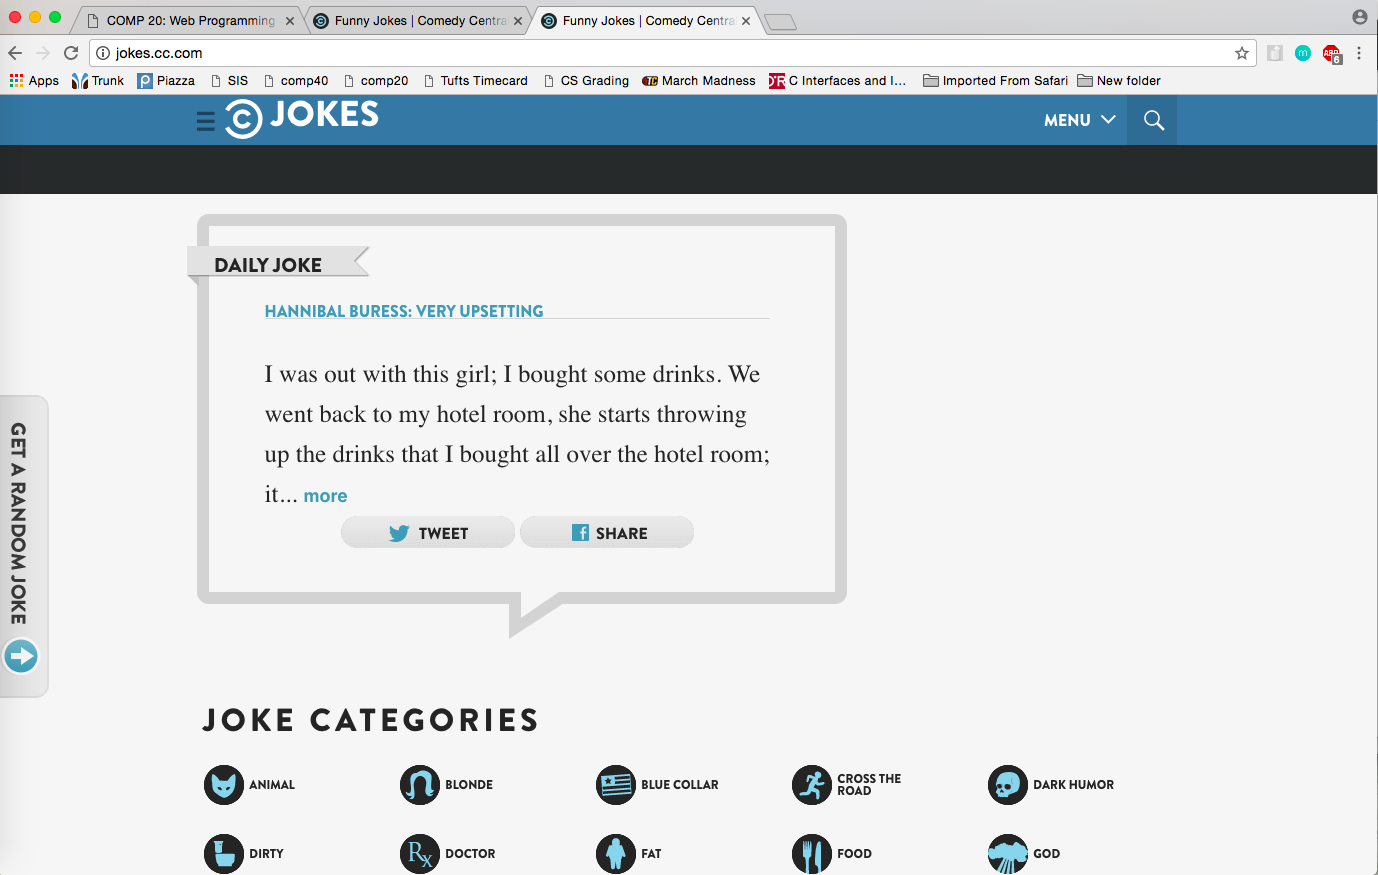 COMP 20: Web Programming
Funny Jokes | Comedy Centra
Funny Jokes | Comedy Centra
jokes.cc.com
m
ABP
6
Apps
Trunk
Piazza
SIS
comp40
comp20
Tufts Timecard
CS Grading
March Madness
C Interfaces and I...
Imported From Safari
New folder
JOKES
MENU
DAILY JOKE
HANNIBAL BURESS: VERY UPSETTING
I was out with this girl; I bought some drinks. We
went back to my hotel room, she starts throwing
up the drinks that I bought all over the hotel room;
it... more
TWEET
SHARE
GET A RANDOM JOKE
JOKE CATEGORIES
ANIMAL
BLONDE
BLUE COLLAR
CROSS THE
ROAD
DARK HUMOR
DIRTY
DOCTOR
FAT
FOOD
GOD